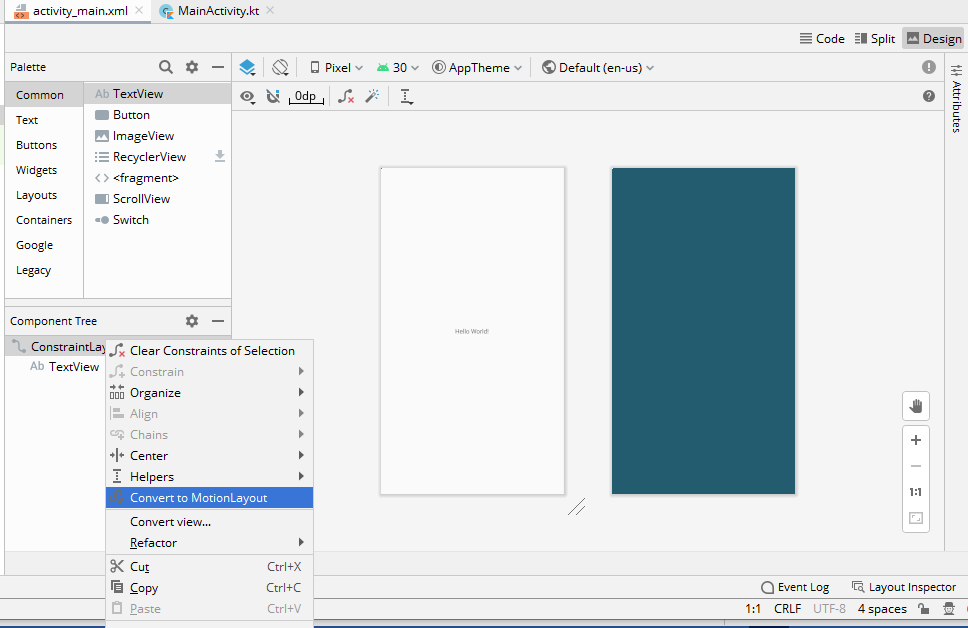 activity_main.xml MainActivity.kt
Code Split Design
Palette Pixel 30 AppTheme Default (en-us)
0dp
Common
Text
Buttons
Widgets
Layouts
Containers
Google
Legacy
Ab TextView
Button
ImageView
RecyclerView
<fragment>
ScrollView
Switch
Attributes
Hello World!
1:1
Component Tree
ConstraintLay
Ab TextView
Clear Constraints of Selection
Constrain
Organize
Align
Chains
Center
Helpers
Convert to MotionLayout
Convert view...
Refactor
Cut Ctrl+X
Copy Ctrl+C
Paste Ctrl+V
Event Log Layout Inspector
1:1 CRLF UTF-8 4 spaces